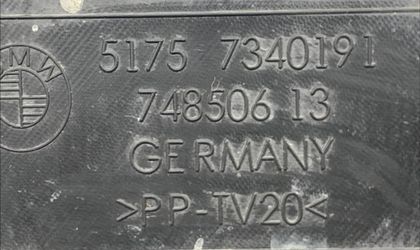 BMW
5175 7340191
748506 13
GERMANY
>PP-TV20<